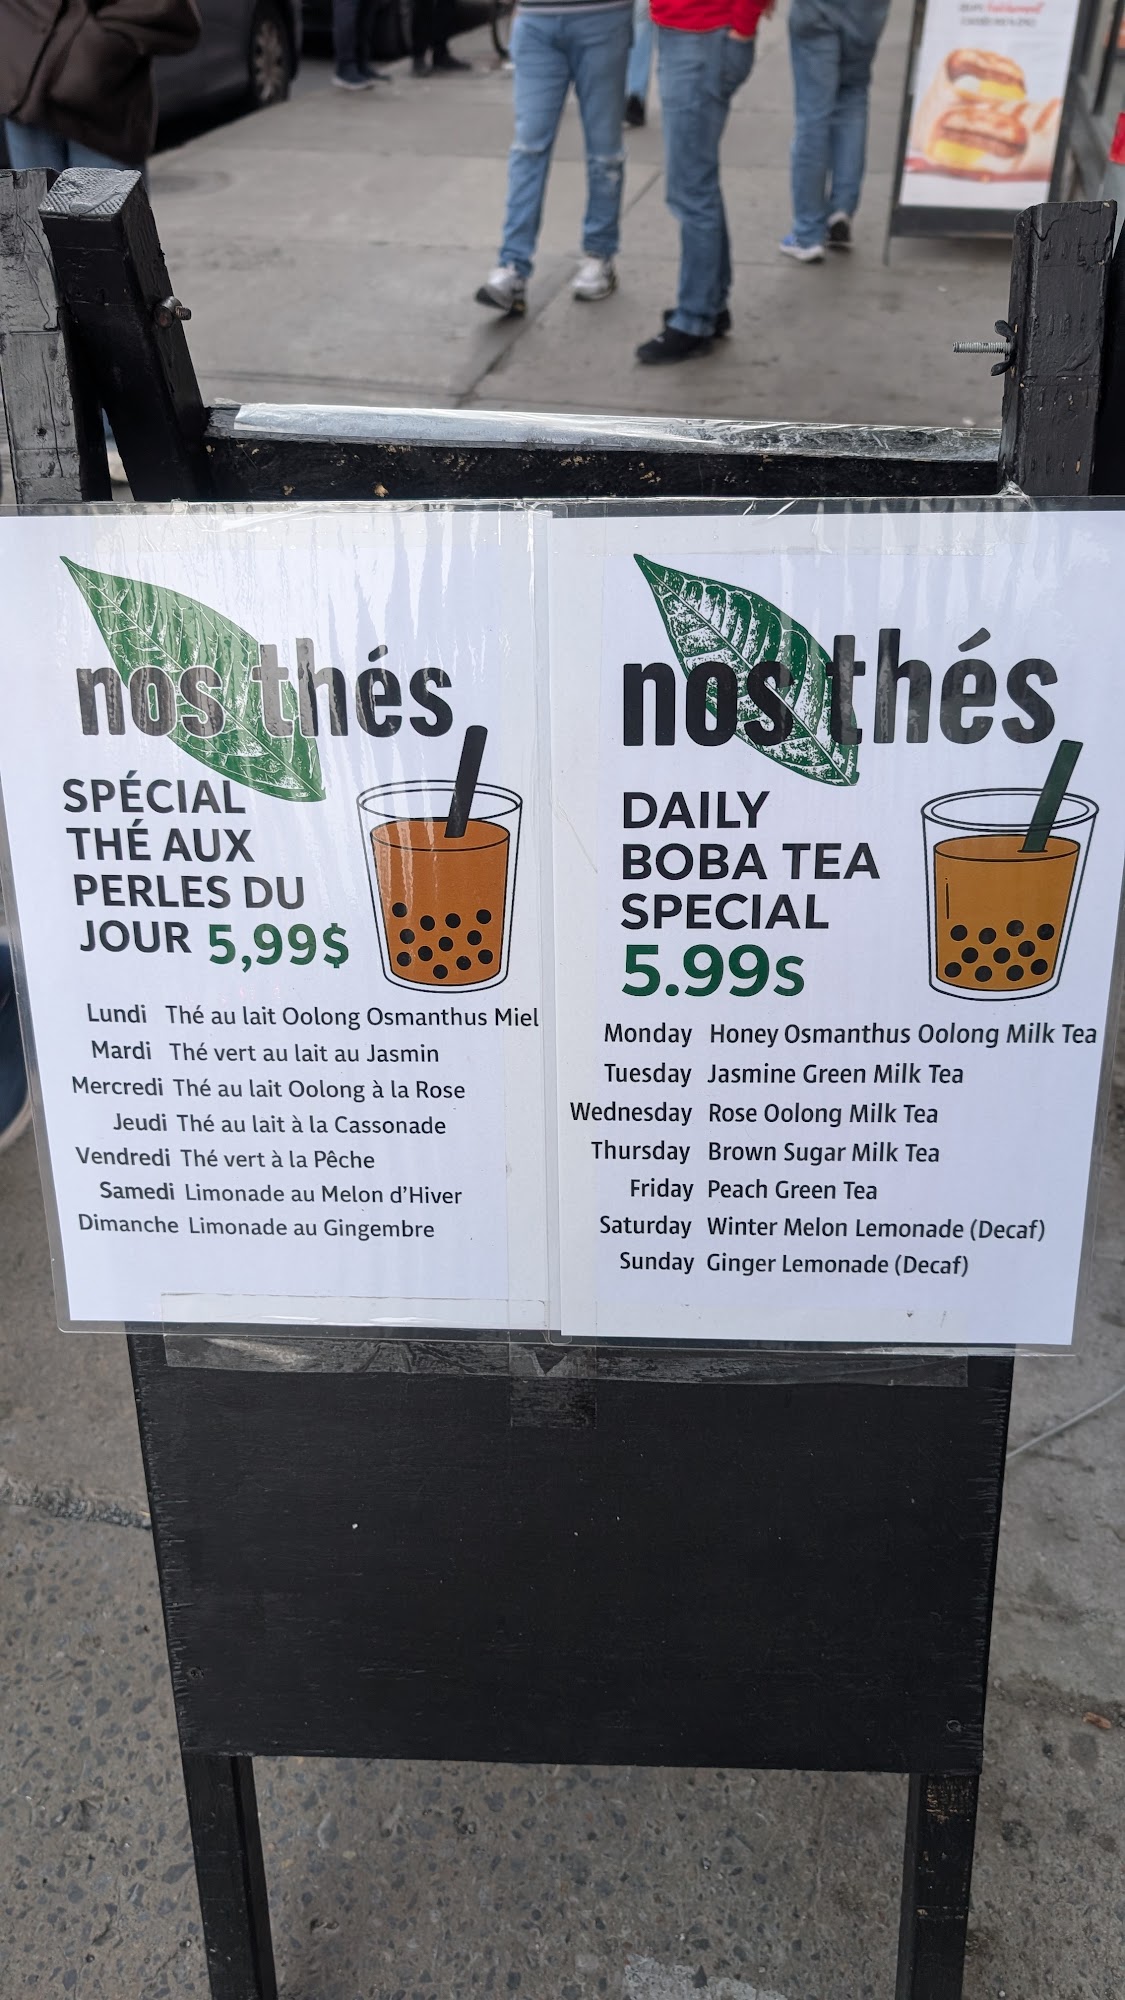 nos thés
SPÉCIAL
THÉ AUX
PERLES DU
JOUR 5,99$
Lundi Thé au lait Oolong Osmanthus Miel
Mardi Thé vert au lait au Jasmin
Mercredi Thé au lait Oolong à la Rose
Jeudi Thé au lait à la Cassonade
Vendredi Thé vert à la Pêche
Samedi Limonade au Melon d'Hiver
Dimanche Limonade au Gingembre
nos thés
DAILY
BOBA TEA
SPECIAL
5.99s
Monday Honey Osmanthus Oolong Milk Tea
Tuesday Jasmine Green Milk Tea
Wednesday Rose Oolong Milk Tea
Thursday Brown Sugar Milk Tea
Friday Peach Green Tea
Saturday Winter Melon Lemonade (Decaf)
Sunday Ginger Lemonade (Decaf)